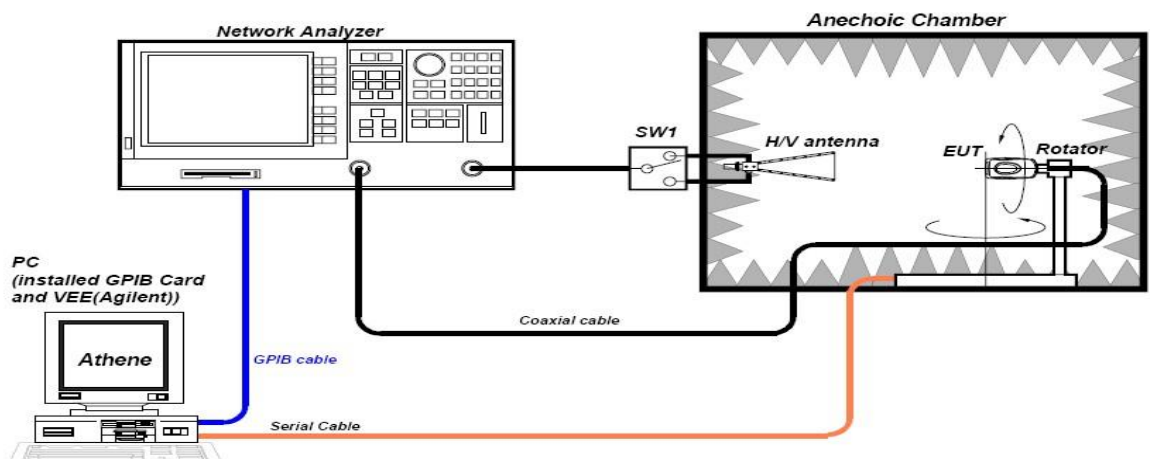 Anechoic Chamber
Network Analyzer
SW1
H/V antenna
EUT
Rotator
PC
(installed GPIB Card
and VEE(Agilent))
Coaxial cable
Athene
GPIB cable
Serial Cable